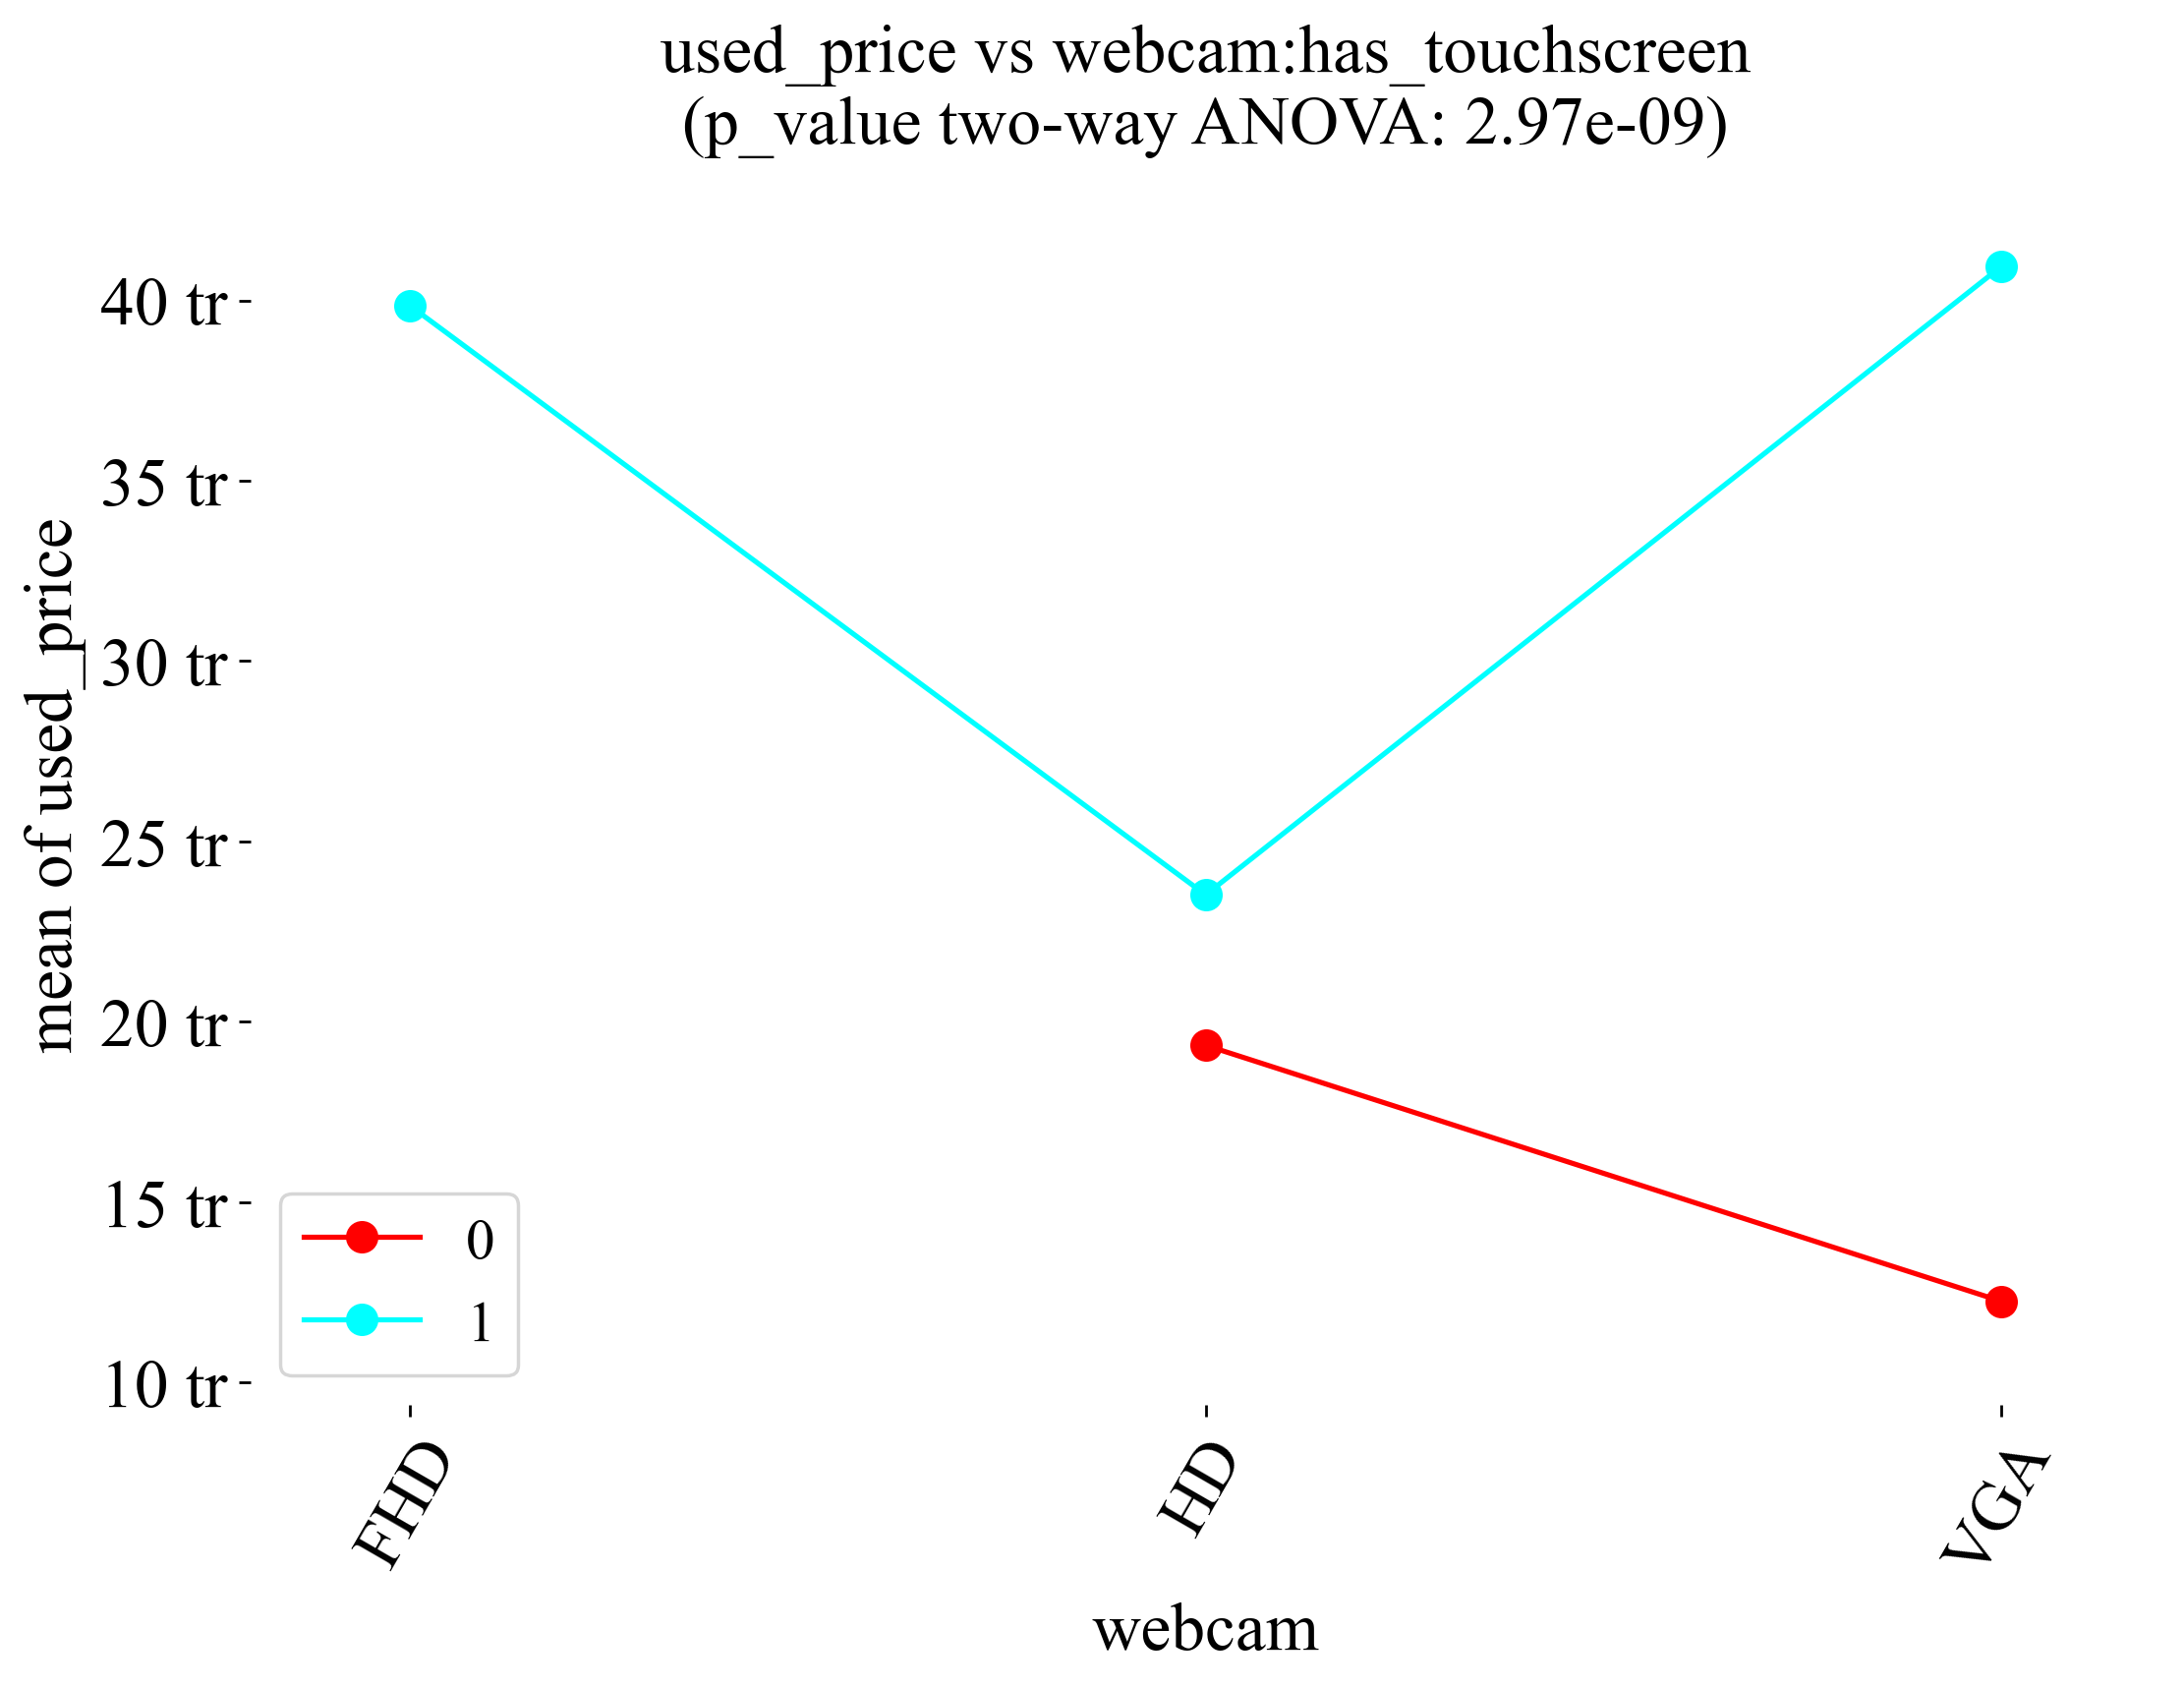 used_price vs webcam:has_touchscreen
(p_value two-way ANOVA: 2.97e-09)
mean of used_price
40 tr
35 tr
30 tr
25 tr
20 tr
15 tr
10 tr
0
1
FHD
HD
VGA
webcam